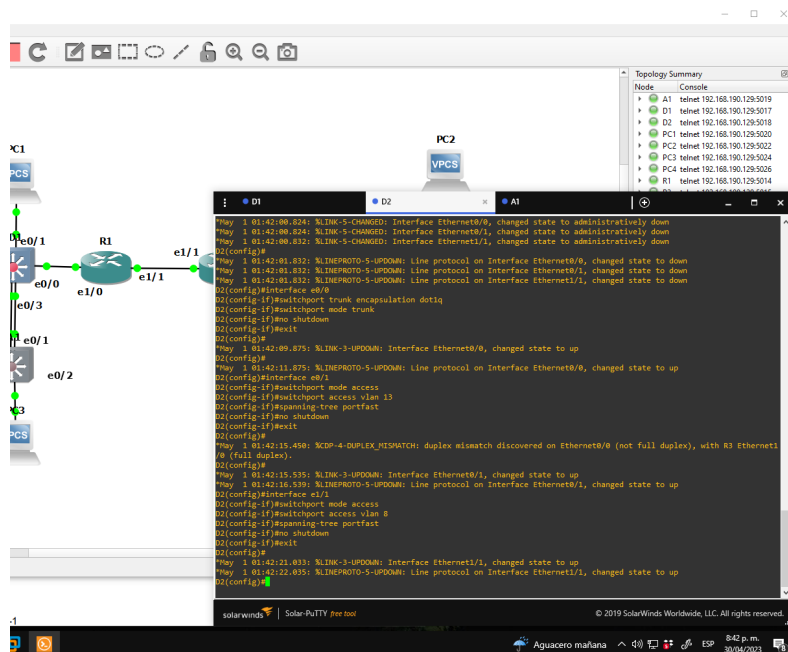 Topology Summary
Node Console
A1 telnet 192.168.190.129:5019
D1 telnet 192.168.190.129:5017
D2 telnet 192.168.190.129:5018
PC1 telnet 192.168.190.129:5020
PC2 telnet 192.168.190.129:5022
PC3 telnet 192.168.190.129:5024
PC4 telnet 192.168.190.129:5026
R1 telnet 192.168.190.129:5014
PC2
VPCS
R1
e0/1
e0/0
e1/0
e1/1
e1/1
e0/3
e0/1
e0/2
D1
D2
A1
*May 1 01:42:00.824: %LINK-5-CHANGED: Interface Ethernet0/0, changed state to administratively down
*May 1 01:42:00.824: %LINK-5-CHANGED: Interface Ethernet0/1, changed state to administratively down
*May 1 01:42:00.832: %LINK-5-CHANGED: Interface Ethernet1/1, changed state to administratively down
D2(config)#
*May 1 01:42:01.832: %LINEPROTO-5-UPDOWN: Line protocol on Interface Ethernet0/0, changed state to down
*May 1 01:42:01.832: %LINEPROTO-5-UPDOWN: Line protocol on Interface Ethernet0/1, changed state to down
*May 1 01:42:01.832: %LINEPROTO-5-UPDOWN: Line protocol on Interface Ethernet1/1, changed state to down
D2(config)#interface e0/0
D2(config-if)#switchport trunk encapsulation dot1q
D2(config-if)#switchport mode trunk
D2(config-if)#no shutdown
D2(config-if)#exit
D2(config)#
*May 1 01:42:09.875: %LINK-3-UPDOWN: Interface Ethernet0/0, changed state to up
D2(config)#
*May 1 01:42:11.875: %LINEPROTO-5-UPDOWN: Line protocol on Interface Ethernet0/0, changed state to up
D2(config)#interface e0/1
D2(config-if)#switchport mode access
D2(config-if)#switchport access vlan 13
D2(config-if)#spanning-tree portfast
D2(config-if)#no shutdown
D2(config-if)#exit
D2(config)#
*May 1 01:42:15.450: %CDP-4-DUPLEX_MISMATCH: duplex mismatch discovered on Ethernet0/0 (not full duplex), with R3 Ethernet1
/0 (full duplex).
D2(config)#
*May 1 01:42:15.535: %LINK-3-UPDOWN: Interface Ethernet0/1, changed state to up
*May 1 01:42:16.539: %LINEPROTO-5-UPDOWN: Line protocol on Interface Ethernet0/1, changed state to up
D2(config)#interface e1/1
D2(config-if)#switchport mode access
D2(config-if)#switchport access vlan 8
D2(config-if)#spanning-tree portfast
D2(config-if)#no shutdown
D2(config-if)#exit
D2(config)#
*May 1 01:42:21.033: %LINK-3-UPDOWN: Interface Ethernet1/1, changed state to up
*May 1 01:42:22.035: %LINEPROTO-5-UPDOWN: Line protocol on Interface Ethernet1/1, changed state to up
D2(config)#
solarwinds Solar-PuTTY free tool © 2019 SolarWinds Worldwide, LLC. All rights reserved.
Aguacero mañana ESP 8:42 p. m.
30/04/2023